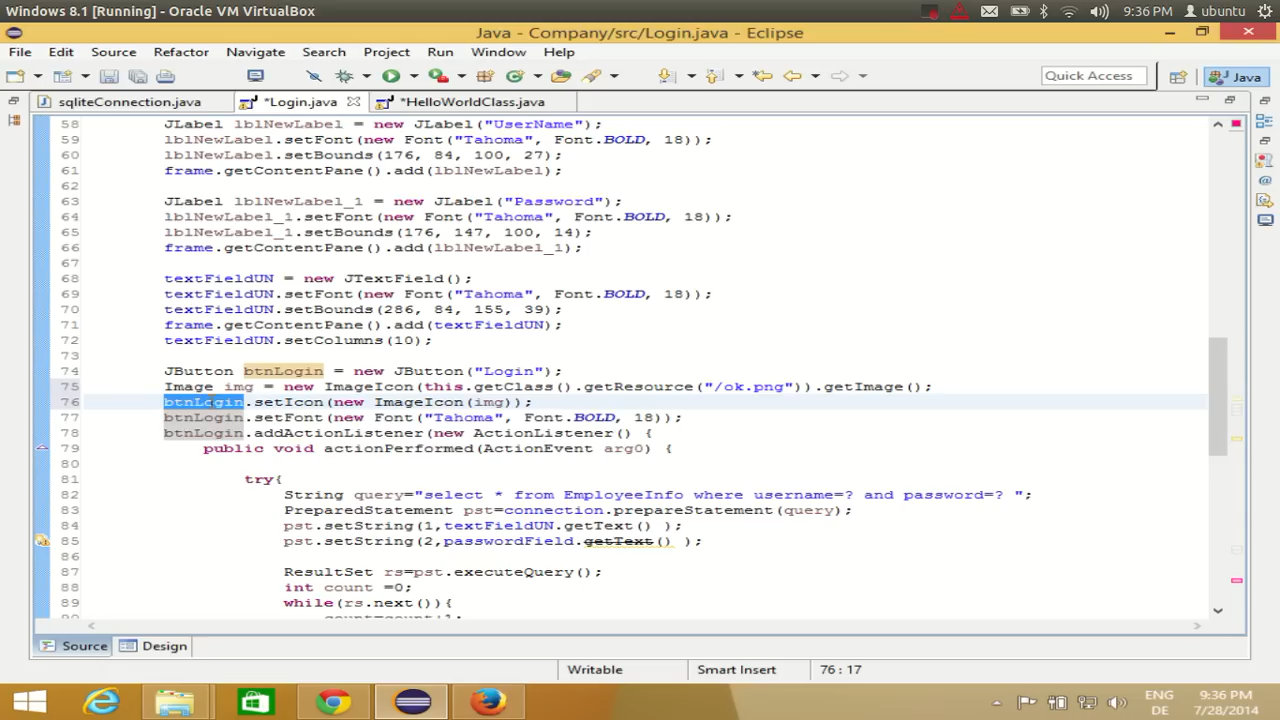 Windows 8.1 [Running] - Oracle VM VirtualBox
9:36 PM ubuntu
Java - Company/src/Login.java - Eclipse
File Edit Source Refactor Navigate Search Project Run Window Help
Quick Access Java
sqliteConnection.java *Login.java *HelloWorldClass.java
58 JLabel lblNewLabel = new JLabel("UserName");
59 lblNewLabel.setFont(new Font("Tahoma", Font.BOLD, 18));
60 lblNewLabel.setBounds(176, 84, 100, 27);
61 frame.getContentPane().add(lblNewLabel);
62
63 JLabel lblNewLabel_1 = new JLabel("Password");
64 lblNewLabel_1.setFont(new Font("Tahoma", Font.BOLD, 18));
65 lblNewLabel_1.setBounds(176, 147, 100, 14);
66 frame.getContentPane().add(lblNewLabel_1);
67
68 textFieldUN = new JTextField();
69 textFieldUN.setFont(new Font("Tahoma", Font.BOLD, 18));
70 textFieldUN.setBounds(286, 84, 155, 39);
71 frame.getContentPane().add(textFieldUN);
72 textFieldUN.setColumns(10);
73
74 JButton btnLogin = new JButton("Login");
75 Image img = new ImageIcon(this.getClass().getResource("/ok.png")).getImage();
76 btnLogin.setIcon(new ImageIcon(img));
77 btnLogin.setFont(new Font("Tahoma", Font.BOLD, 18));
78 btnLogin.addActionListener(new ActionListener() {
79 public void actionPerformed(ActionEvent arg0) {
80
81 try{
82 String query="select * from EmployeeInfo where username=? and password=? ";
83 PreparedStatement pst=connection.prepareStatement(query);
84 pst.setString(1,textFieldUN.getText() );
85 pst.setString(2,passwordField.getText() );
86
87 ResultSet rs=pst.executeQuery();
88 int count =0;
89 while(rs.next()){
90 count=count+1;
Source Design
Writable Smart Insert 76 : 17
ENG 9:36 PM
DE 7/28/2014